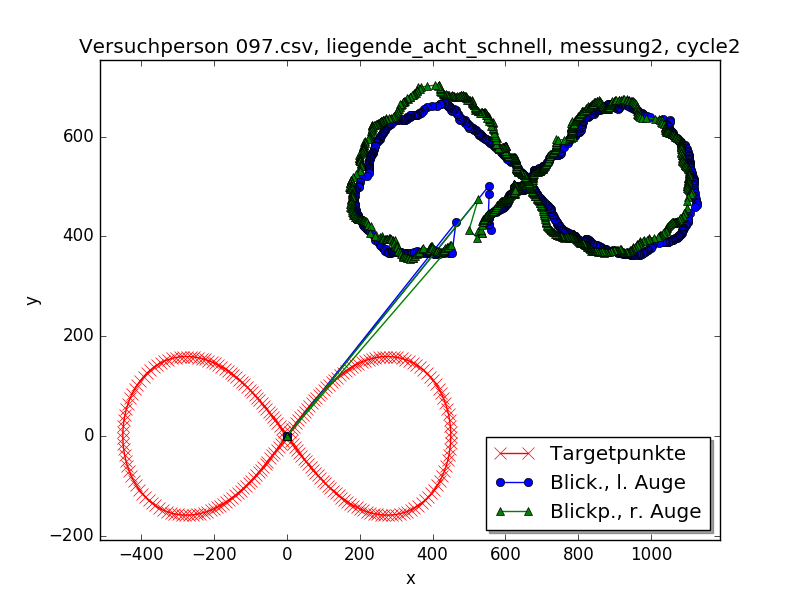 Versuchperson 097.csv, liegende_acht_schnell, messung2, cycle2
y
600
400
200
0
−200
−400
−200
0
200
400
600
800
1000
x
Targetpunkte
Blick., l. Auge
Blickp., r. Auge